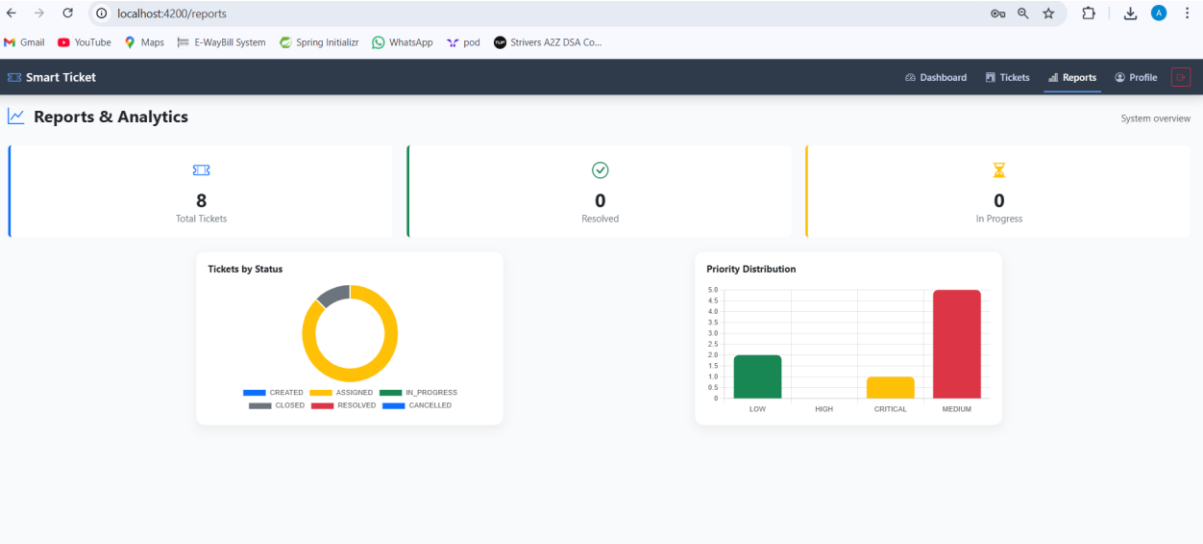 localhost:4200/reports
A
Gmail YouTube Maps E-WayBill System Spring Initializr WhatsApp pod Strivers A2Z DSA Co...
Smart Ticket Dashboard Tickets Reports Profile
Reports & Analytics System overview
8 0 0
Total Tickets Resolved In Progress
Tickets by Status
CREATED ASSIGNED IN_PROGRESS
CLOSED RESOLVED CANCELLED
Priority Distribution
5.0
4.5
4.0
3.5
3.0
2.5
2.0
1.5
1.0
0.5
0
LOW HIGH CRITICAL MEDIUM